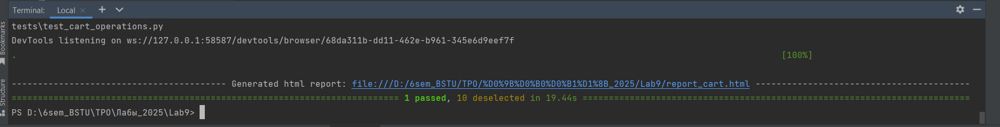 Terminal: Local × + ∨
tests\test_cart_operations.py
DevTools listening on ws://127.0.0.1:58587/devtools/browser/68da311b-dd11-462e-b961-345e6d9eef7f
. [100%]
----------------------------------------- Generated html report: file:///D:/6sem_BSTU/TPO/%D0%9B%D0%B0%D0%B1%D1%8B_2025/Lab9/report_cart.html -----------------------------------------
========================================================================== 1 passed, 10 deselected in 19.44s ==========================================================================
PS D:\6sem_BSTU\TPO\Лабы_2025\Lab9>
Bookmarks
Structure